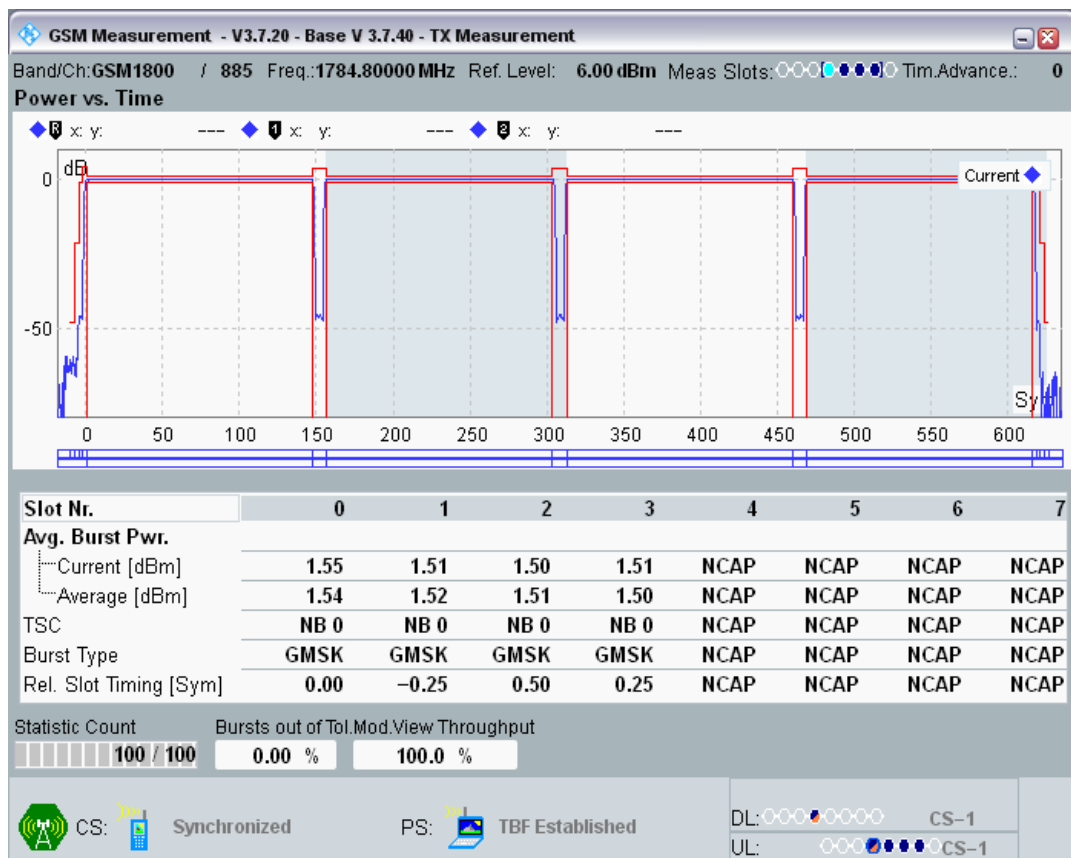 GSM Measurement - V3.7.20 - Base V 3.7.40 - TX Measurement
Band/Ch:GSM1800 / 885 Freq.:1784.80000 MHz Ref. Level: 6.00 dBm Meas Slots: Tim.Advance.: 0
Power vs. Time
R x: y: --- 1 x: y: --- 2 x: y: ---
dB
0
Current
-50
Sy
0 50 100 150 200 250 300 350 400 450 500 550 600
Slot Nr. 0 1 2 3 4 5 6 7
Avg. Burst Pwr.
Current [dBm] 1.55 1.51 1.50 1.51 NCAP NCAP NCAP NCAP
Average [dBm] 1.54 1.52 1.51 1.50 NCAP NCAP NCAP NCAP
TSC NB 0 NB 0 NB 0 NB 0 NCAP NCAP NCAP NCAP
Burst Type GMSK GMSK GMSK GMSK NCAP NCAP NCAP NCAP
Rel. Slot Timing [Sym] 0.00 −0.25 0.50 0.25 NCAP NCAP NCAP NCAP
Statistic Count Bursts out of Tol.Mod.View Throughput
100 / 100 0.00 % 100.0 %
CS: Synchronized PS: TBF Established DL: CS−1
UL: CS−1